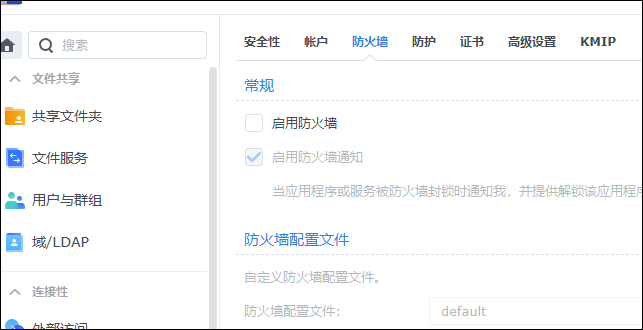 搜索
文件共享
共享文件夹
文件服务
用户与群组
域/LDAP
连接性
外部访问
安全性 帐户 防火墙 防护 证书 高级设置 KMIP
常规
启用防火墙
启用防火墙通知
当应用程序或服务被防火墙封锁时通知我，并提供解锁该应用程序
防火墙配置文件
自定义防火墙配置文件。
防火墙配置文件: default